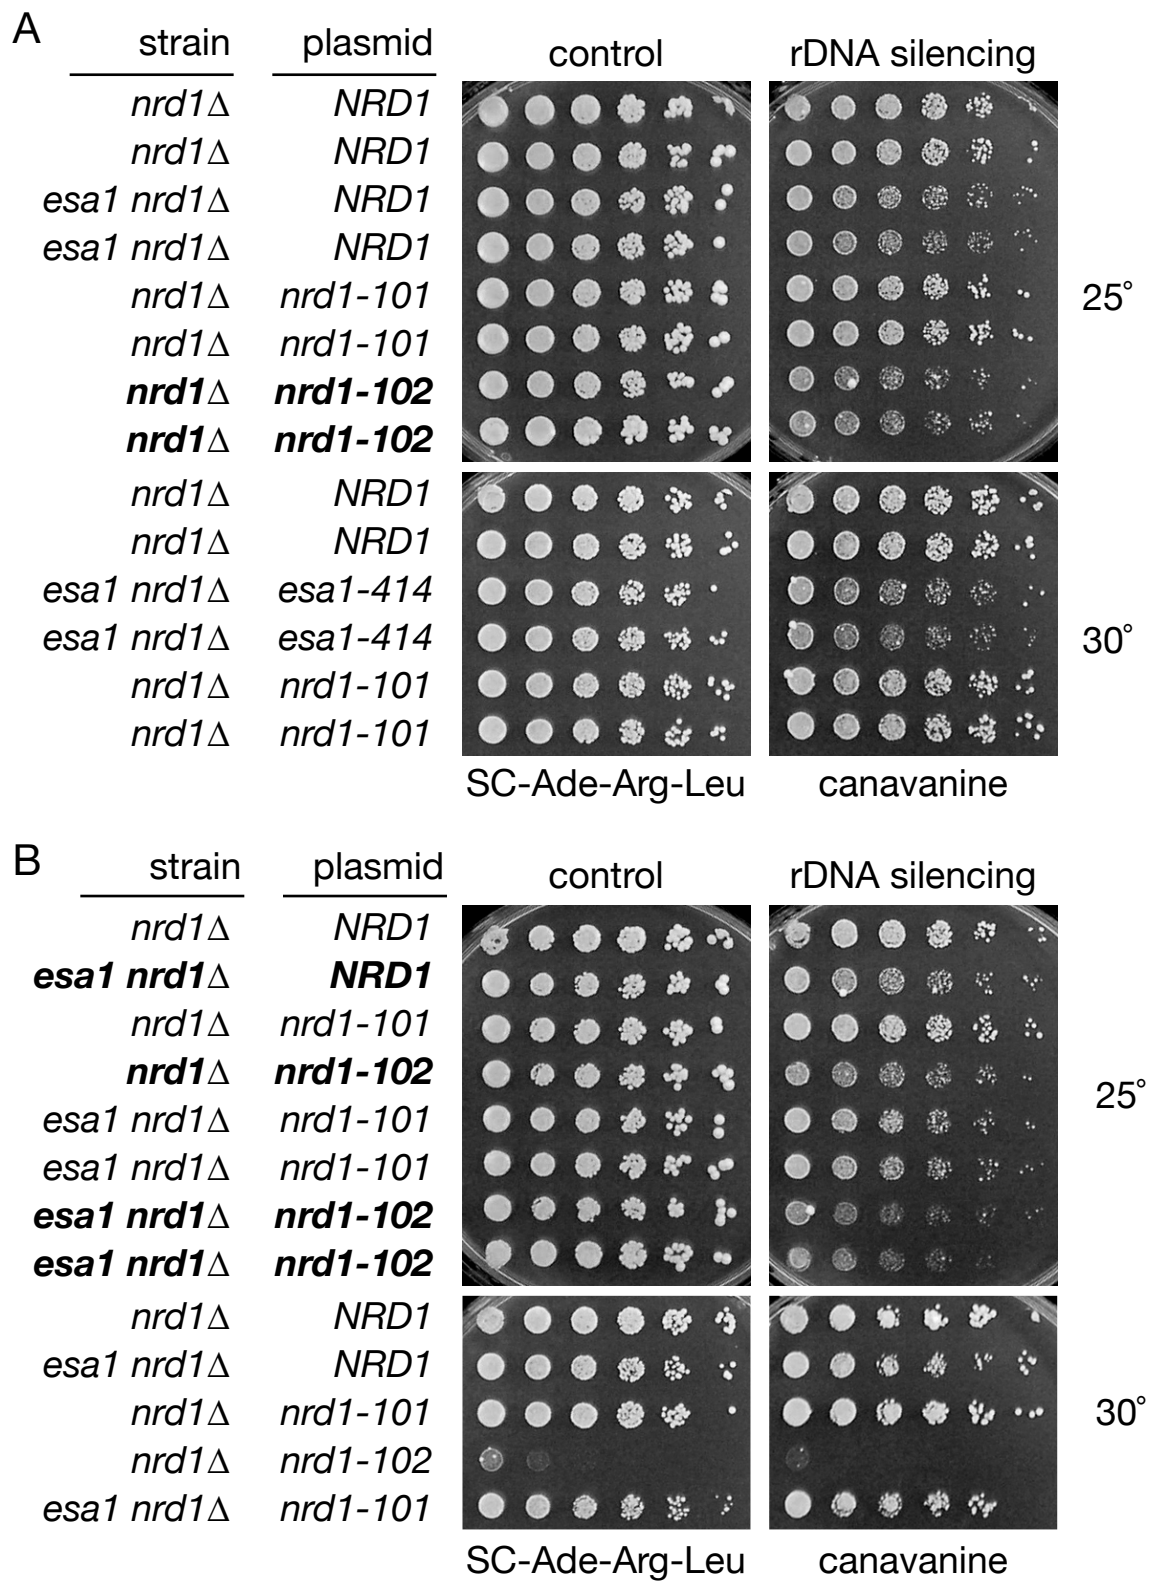 A
strain plasmid control rDNA silencing
nrd1Δ NRD1
nrd1Δ NRD1
esa1 nrd1Δ NRD1
esa1 nrd1Δ NRD1
nrd1Δ nrd1-101 25°
nrd1Δ nrd1-101
nrd1Δ nrd1-102
nrd1Δ nrd1-102
nrd1Δ NRD1
nrd1Δ NRD1
esa1 nrd1Δ esa1-414
esa1 nrd1Δ esa1-414 30°
nrd1Δ nrd1-101
nrd1Δ nrd1-101
SC-Ade-Arg-Leu canavanine
B
strain plasmid control rDNA silencing
nrd1Δ NRD1
esa1 nrd1Δ NRD1
nrd1Δ nrd1-101
nrd1Δ nrd1-102
25°
esa1 nrd1Δ nrd1-101
esa1 nrd1Δ nrd1-101
esa1 nrd1Δ nrd1-102
esa1 nrd1Δ nrd1-102
nrd1Δ NRD1
esa1 nrd1Δ NRD1
nrd1Δ nrd1-101 30°
nrd1Δ nrd1-102
esa1 nrd1Δ nrd1-101
SC-Ade-Arg-Leu canavanine